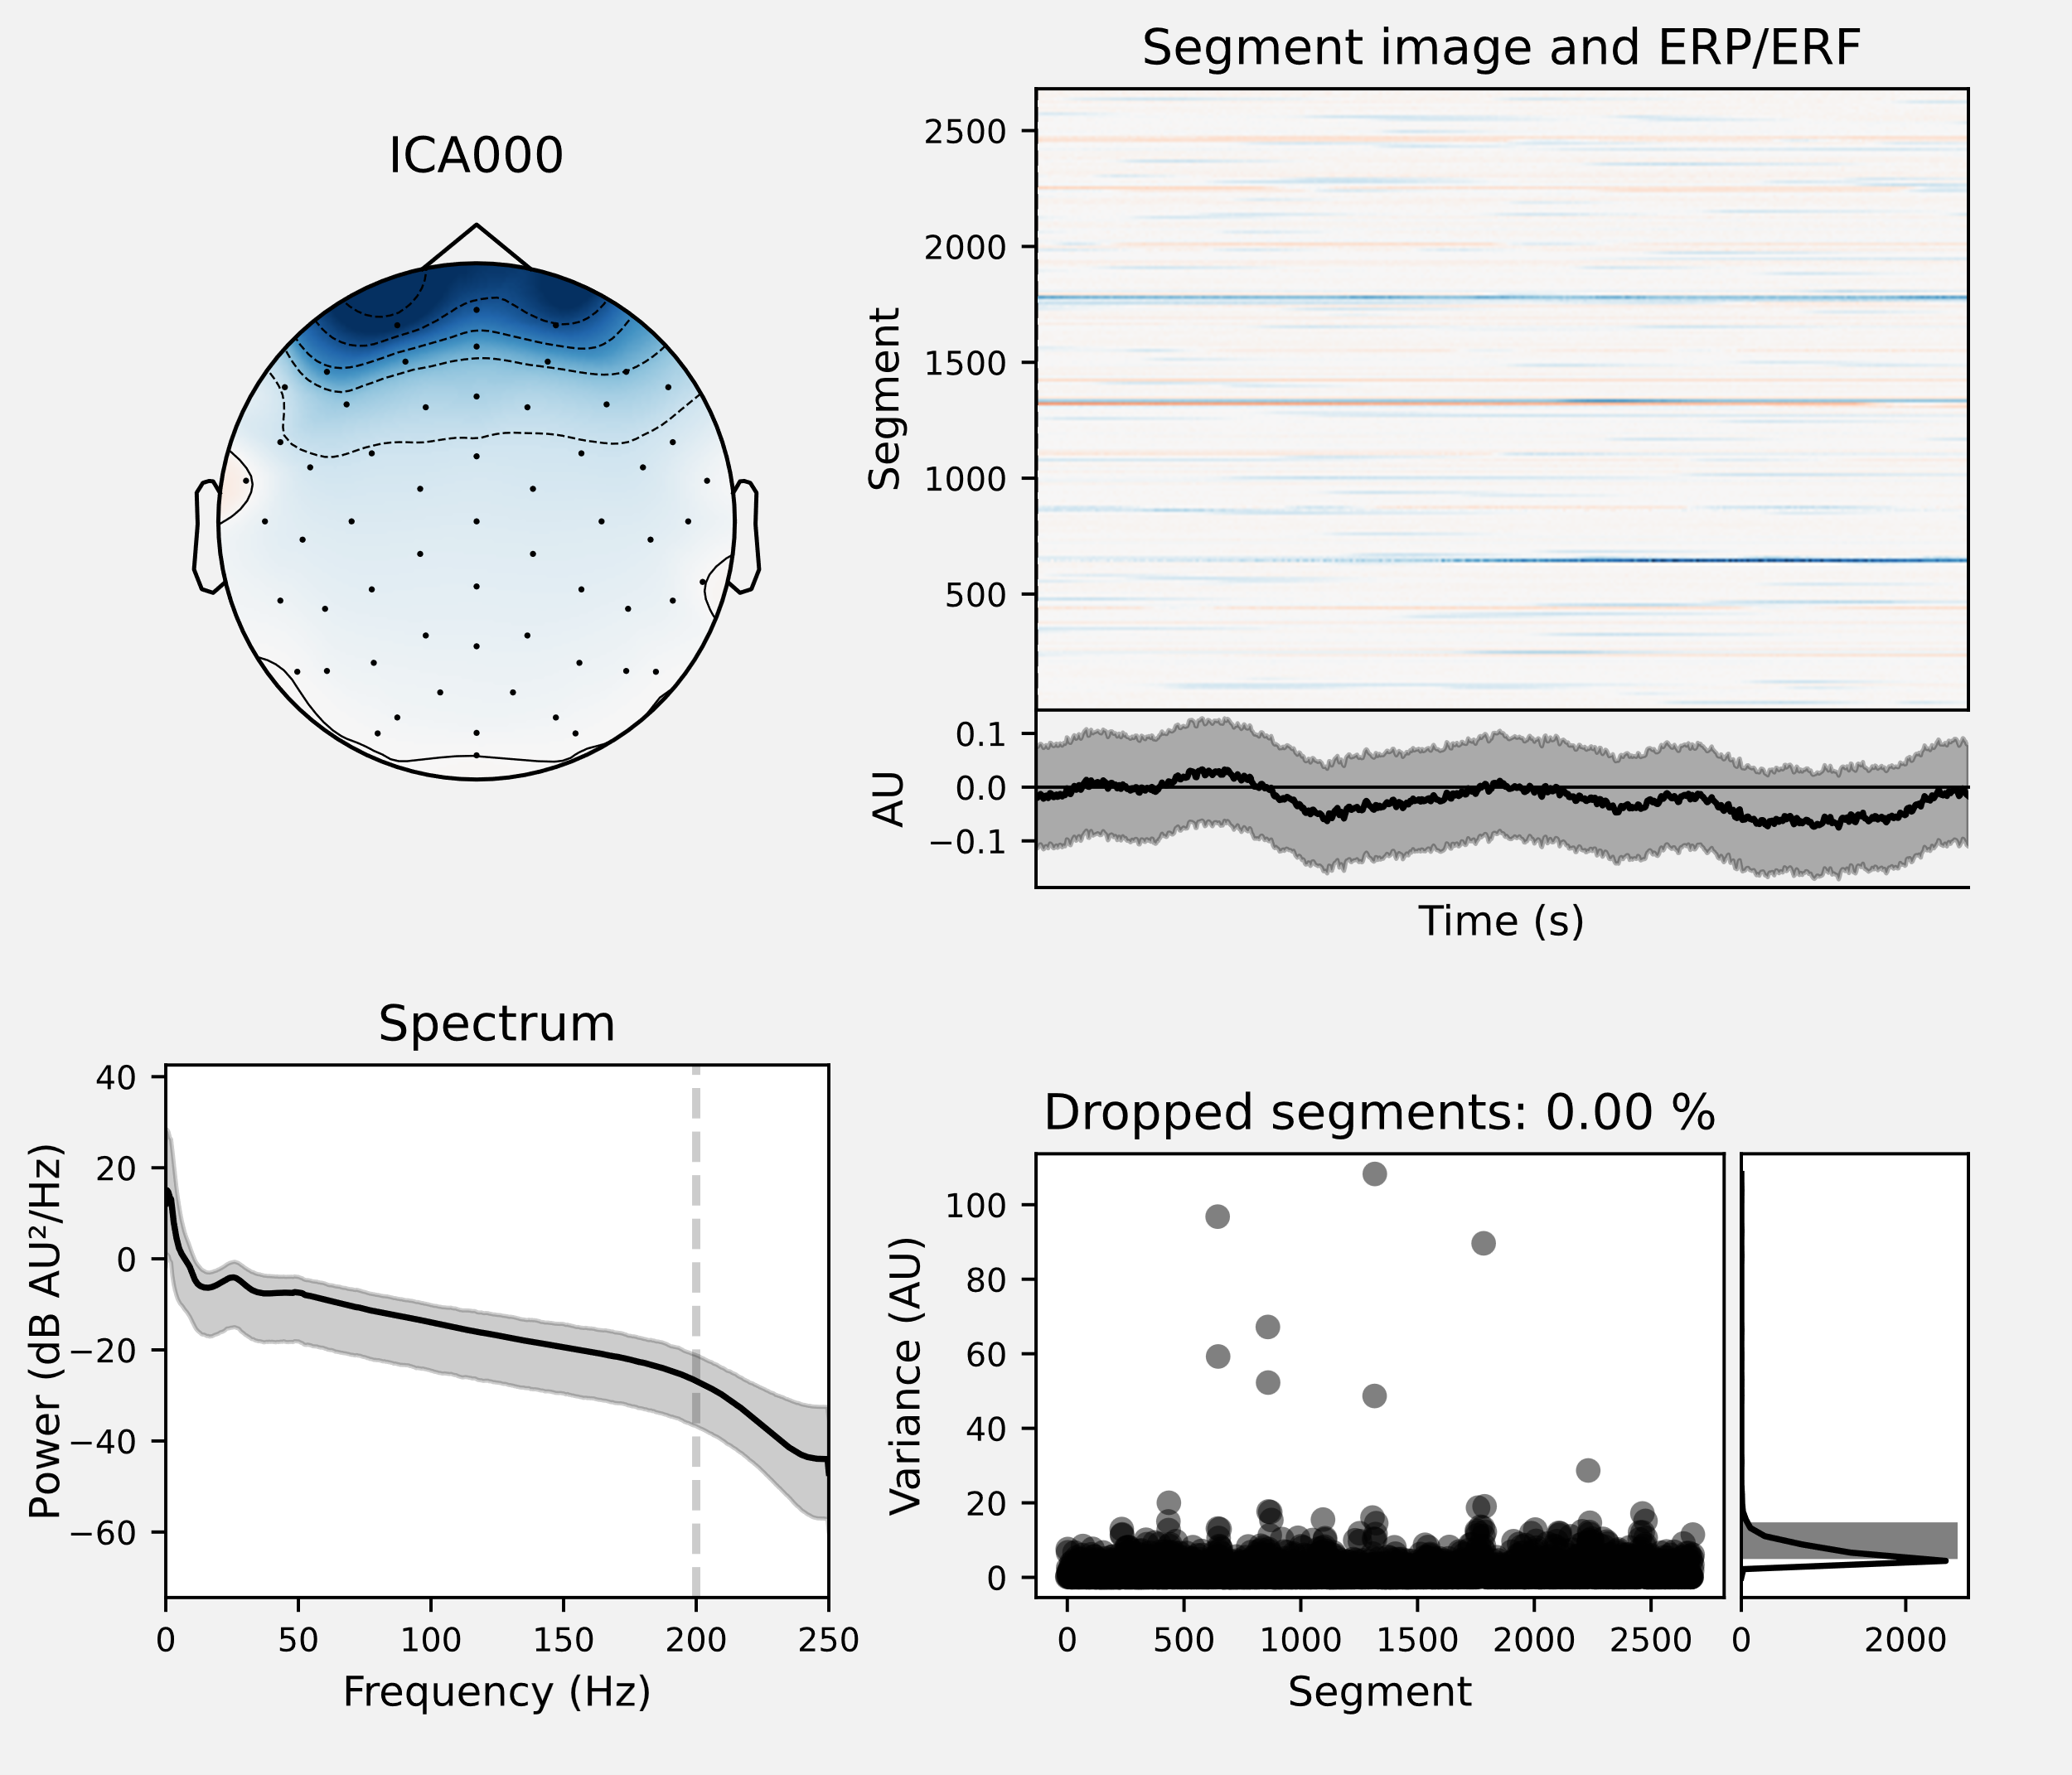 ICA000
Segment image and ERP/ERF
Segment
2500
2000
1500
1000
500
AU
0.1
0.0
−0.1
Time (s)
Spectrum
Power (dB AU²/Hz)
40
20
0
−20
−40
−60
0 50 100 150 200 250
Frequency (Hz)
Dropped segments: 0.00 %
Variance (AU)
100
80
60
40
20
0
0 500 1000 1500 2000 2500
Segment
0 2000